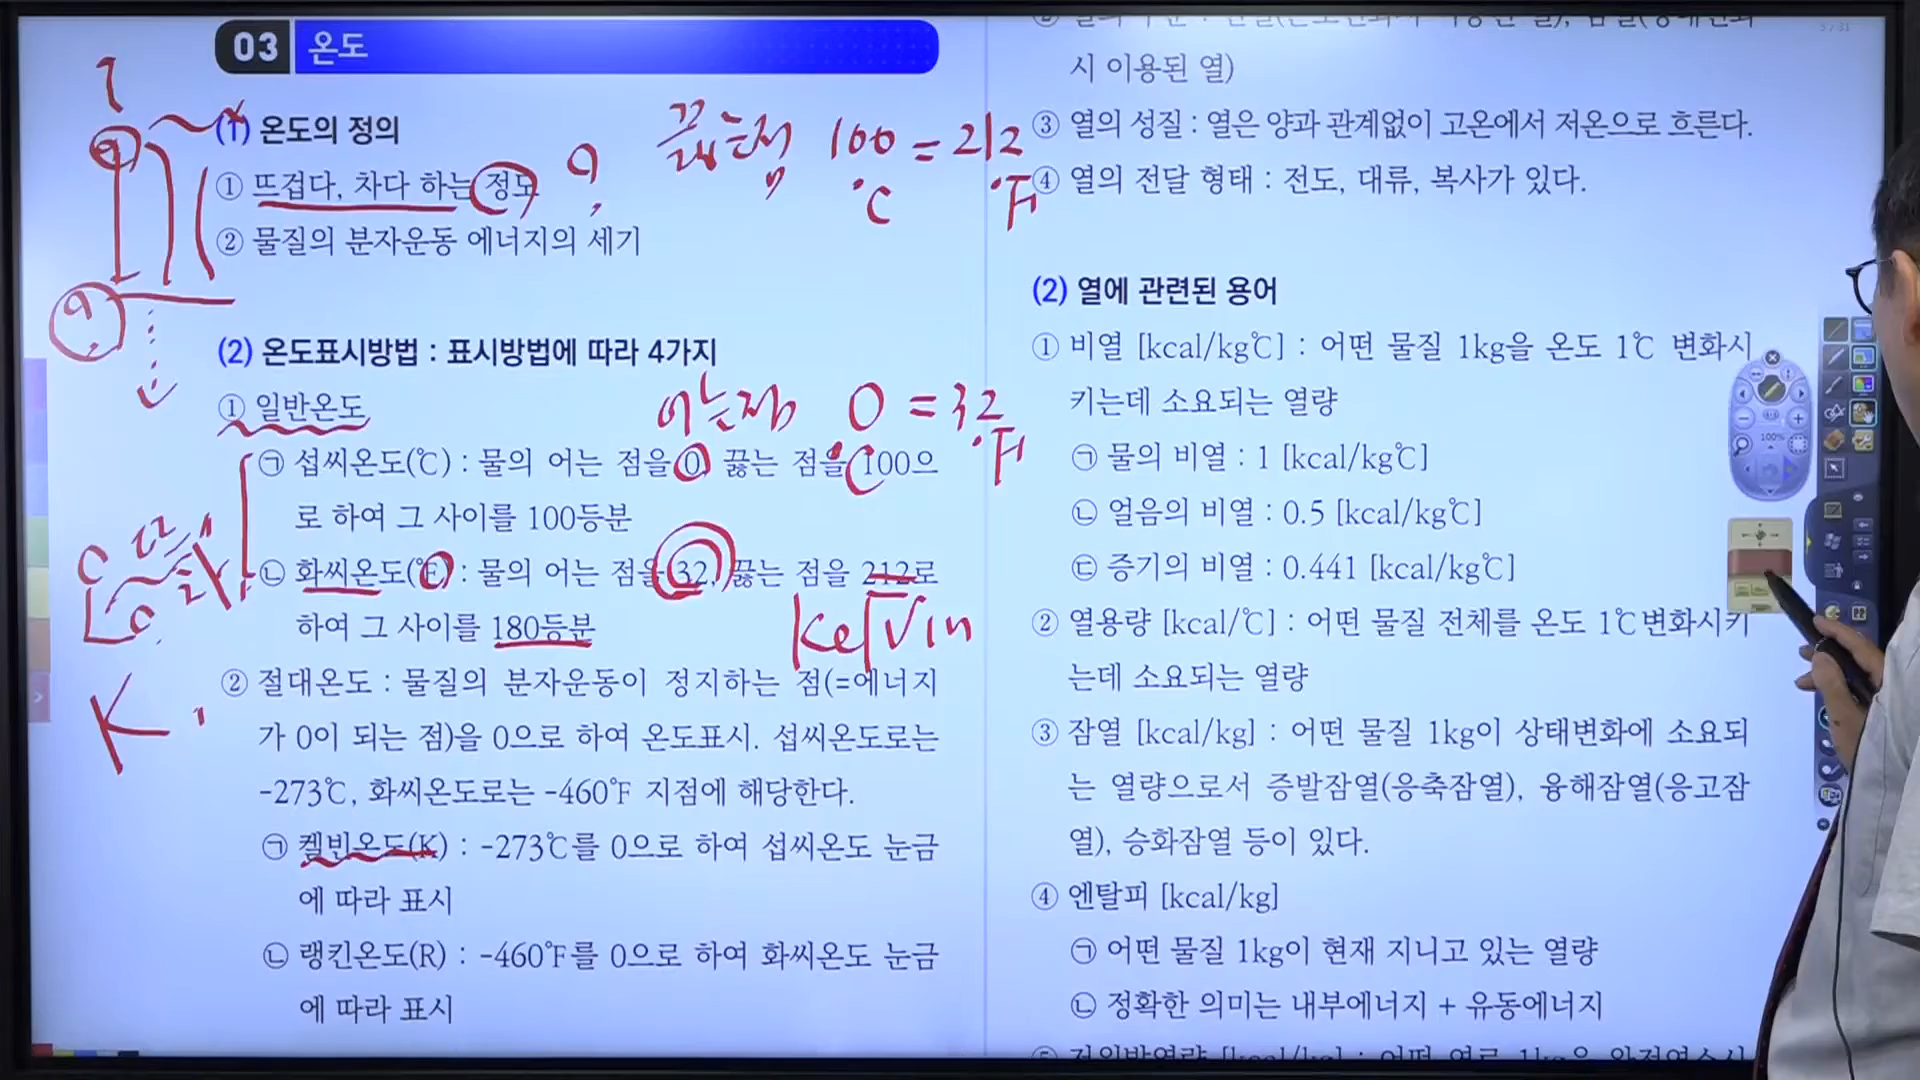 03 온도
(1) 온도의 정의
① 뜨겁다, 차다 하는 정도
② 물질의 분자운동 에너지의 세기
끓는점 100 = 212
℃ ℉
(2) 온도표시방법 : 표시방법에 따라 4가지
① 일반온도
어는점 0 = 32
℉
㉠ 섭씨온도(℃) : 물의 어는 점을 0, 끓는 점을 100으
로 하여 그 사이를 100등분
㉡ 화씨온도(℉) : 물의 어는 점을 32, 끓는 점을 212로
하여 그 사이를 180등분
Kelvin
② 절대온도 : 물질의 분자운동이 정지하는 점(=에너지
가 0이 되는 점)을 0으로 하여 온도표시. 섭씨온도로는
-273℃, 화씨온도로는 -460℉ 지점에 해당한다.
K
㉠ 켈빈온도(K) : -273℃를 0으로 하여 섭씨온도 눈금
에 따라 표시
㉡ 랭킨온도(R) : -460℉를 0으로 하여 화씨온도 눈금
에 따라 표시
시 이용된 열)
③ 열의 성질 : 열은 양과 관계없이 고온에서 저온으로 흐른다.
④ 열의 전달 형태 : 전도, 대류, 복사가 있다.
(2) 열에 관련된 용어
① 비열 [kcal/kg℃] : 어떤 물질 1kg을 온도 1℃ 변화시
키는데 소요되는 열량
㉠ 물의 비열 : 1 [kcal/kg℃]
㉡ 얼음의 비열 : 0.5 [kcal/kg℃]
㉢ 증기의 비열 : 0.441 [kcal/kg℃]
② 열용량 [kcal/℃] : 어떤 물질 전체를 온도 1℃변화시키
는데 소요되는 열량
③ 잠열 [kcal/kg] : 어떤 물질 1kg이 상태변화에 소요되
는 열량으로서 증발잠열(응축잠열), 융해잠열(응고잠
열), 승화잠열 등이 있다.
④ 엔탈피 [kcal/kg]
㉠ 어떤 물질 1kg이 현재 지니고 있는 열량
㉡ 정확한 의미는 내부에너지 + 유동에너지